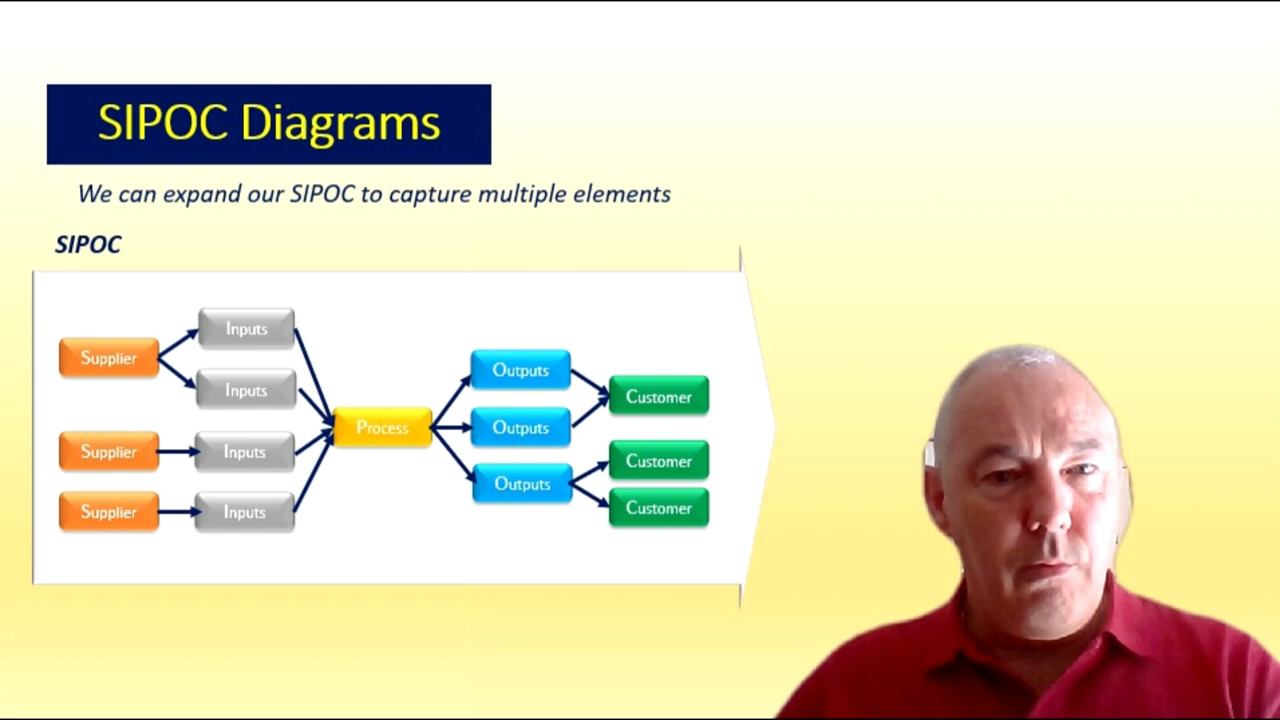 SIPOC Diagrams
We can expand our SIPOC to capture multiple elements
SIPOC
Supplier
Inputs
Inputs
Supplier
Inputs
Supplier
Inputs
Process
Outputs
Outputs
Outputs
Customer
Customer
Customer